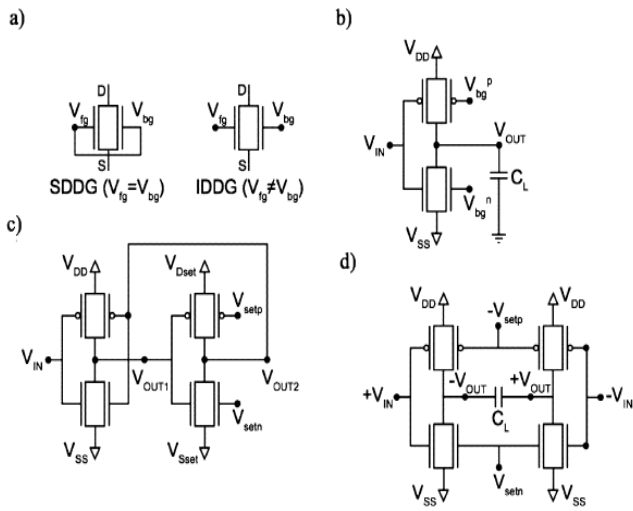 a)
D D
V_fg V_bg V_fg V_bg
S S
SDDG (V_fg=V_bg) IDDG (V_fg≠V_bg)
b)
V_DD
V_bg^p
V_IN V_OUT
C_L
V_bg^n
V_SS
c)
V_DD V_Dset
V_setp
V_IN V_OUT1 V_OUT2
V_setn
V_SS V_Sset
d)
V_DD -V_setp V_DD
-V_OUT +V_OUT
+V_IN C_L -V_IN
V_SS V_setn V_SS